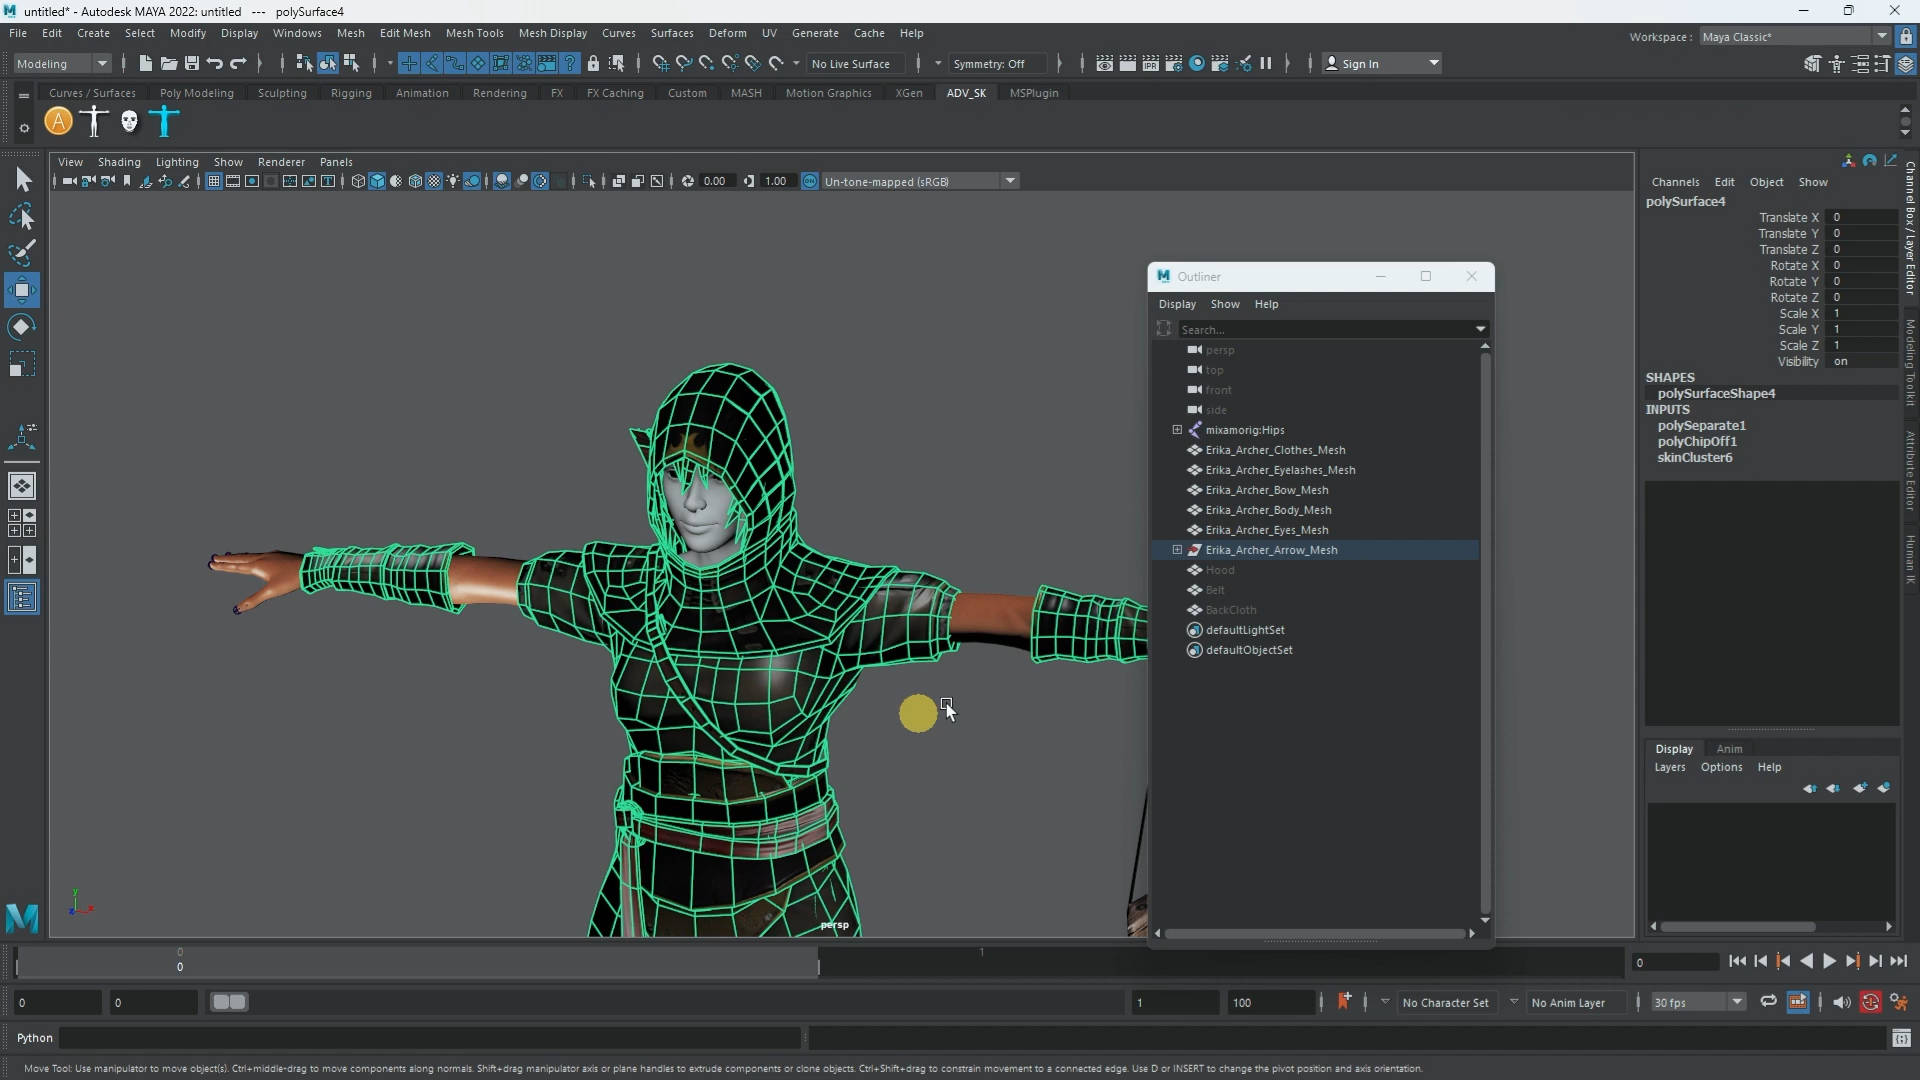 untitled* - Autodesk MAYA 2022: untitled --- polySurface4
File Edit Create Select Modify Display Windows Mesh Edit Mesh Mesh Tools Mesh Display Curves Surfaces Deform UV Generate Cache Help
Workspace : Maya Classic*
Modeling
No Live Surface
Symmetry: Off
Sign In
Curves / Surfaces Poly Modeling Sculpting Rigging Animation Rendering FX FX Caching Custom MASH Motion Graphics XGen ADV_SK MSPlugin
View Shading Lighting Show Renderer Panels
0.00
1.00
Un-tone-mapped (sRGB)
Channels Edit Object Show
polySurface4
Translate X 0
Translate Y 0
Translate Z 0
Rotate X 0
Rotate Y 0
Rotate Z 0
Scale X 1
Scale Y 1
Scale Z 1
Visibility on
SHAPES
polySurfaceShape4
INPUTS
polySeparate1
polyChipOff1
skinCluster6
Channel Box / Layer Editor
Modeling Toolkit
Attribute Editor
Human IK
Outliner
Display Show Help
Search...
persp
top
front
side
mixamorig:Hips
Erika_Archer_Clothes_Mesh
Erika_Archer_Eyelashes_Mesh
Erika_Archer_Bow_Mesh
Erika_Archer_Body_Mesh
Erika_Archer_Eyes_Mesh
Erika_Archer_Arrow_Mesh
Hood
Belt
BackCloth
defaultLightSet
defaultObjectSet
persp
Display Anim
Layers Options Help
0
0
1
0
0
0
1
100
No Character Set
No Anim Layer
30 fps
Python
Move Tool: Use manipulator to move object(s). Ctrl+middle-drag to move components along normals. Shift+drag manipulator axis or plane handles to extrude components or clone objects. Ctrl+Shift+drag to constrain movement to a connected edge. Use D or INSERT to change the pivot position and axis orientation.